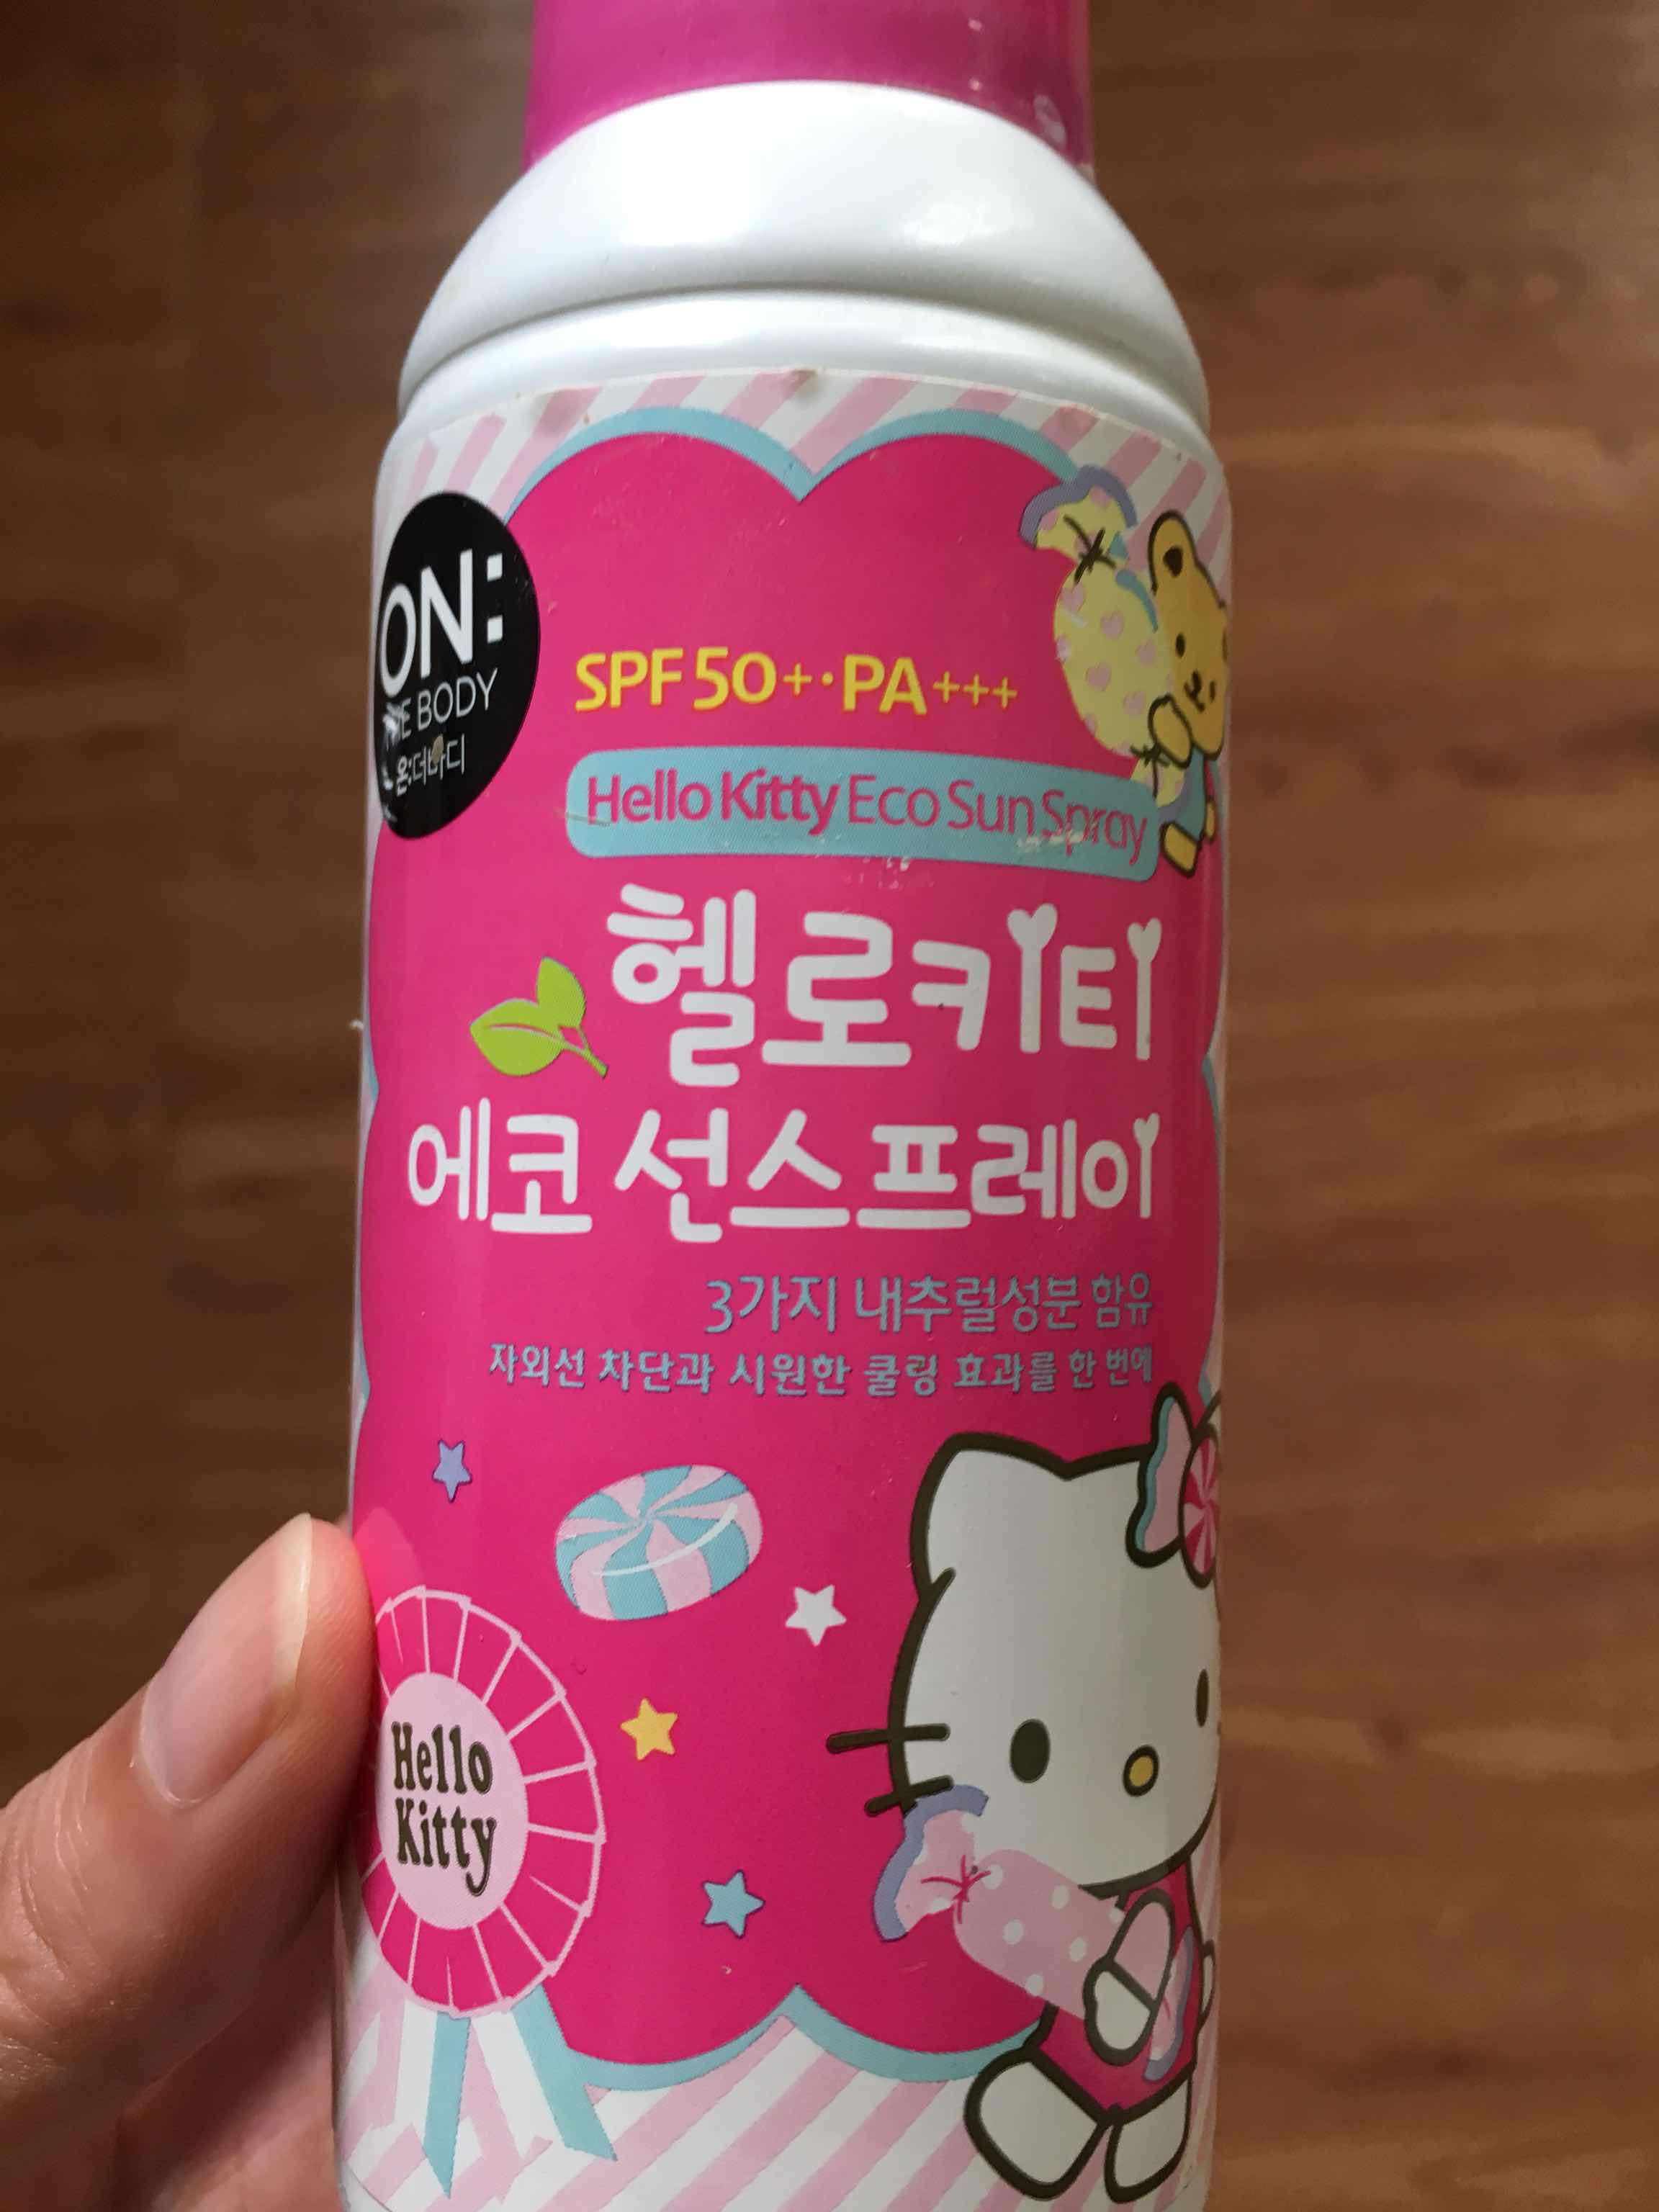 ON:
THE BODY
온:더바디
SPF 50+·PA+++
Hello Kitty Eco Sun Spray
헬로키티
에코 선스프레이
3가지 내추럴성분 함유
자외선 차단과 시원한 쿨링 효과를 한 번에
Hello
Kitty